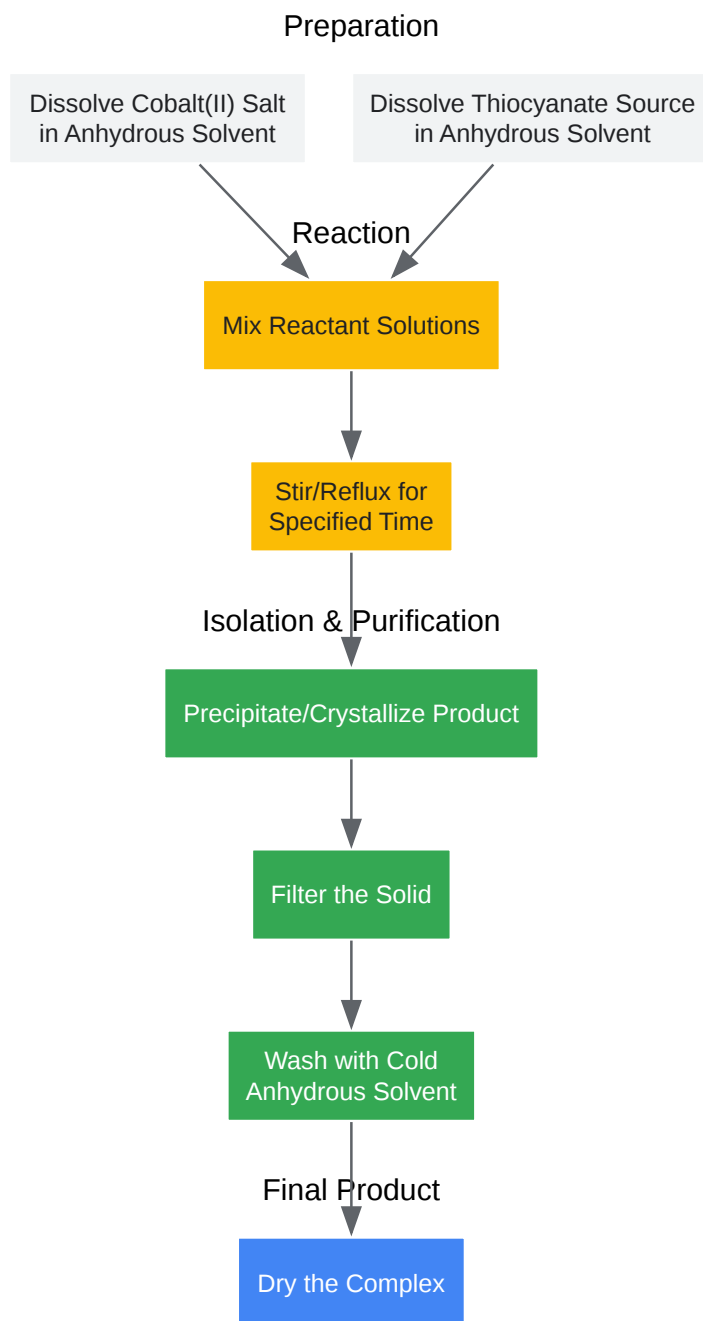 Preparation
Dissolve Cobalt(II) Salt
in Anhydrous Solvent
Dissolve Thiocyanate Source
in Anhydrous Solvent
Reaction
Mix Reactant Solutions
Stir/Reflux for
Specified Time
Isolation & Purification
Precipitate/Crystallize Product
Filter the Solid
Wash with Cold
Anhydrous Solvent
Final Product
Dry the Complex